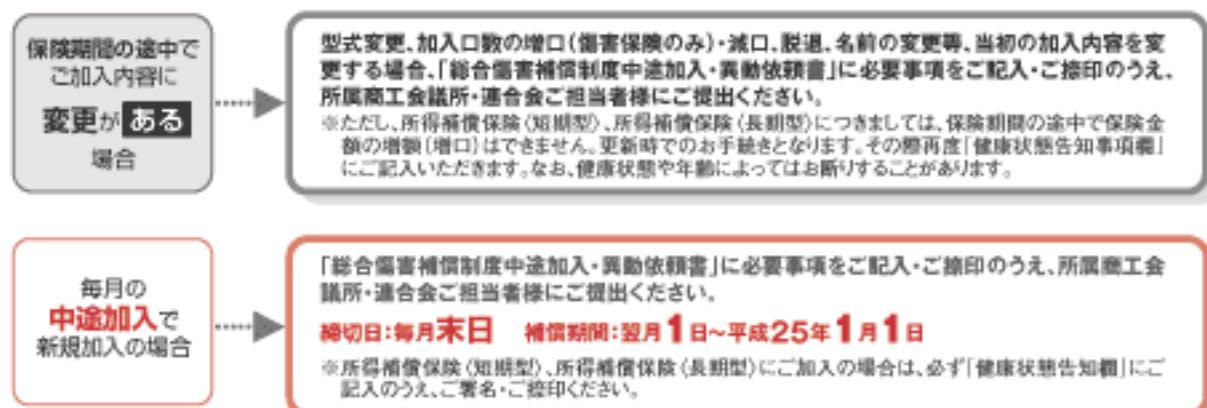 保険期間の途中で
ご加入内容に
変更が ある
場合
型式変更、加入口数の増口(傷害保険のみ)・減口、脱退、名前の変更等、当初の加入内容を変
更する場合、「総合傷害補償制度中途加入・異動依頼書」に必要事項をご記入・ご捺印のうえ、
所属商工会議所・連合会ご担当者様にご提出ください。
※ただし、所得補償保険〈短期型〉、所得補償保険〈長期型〉につきましては、保険期間の途中で保険金
額の増額(増口)はできません。更新時でのお手続きとなります。その際再度「健康状態告知事項欄」
にご記入いただきます。なお、健康状態や年齢によってはお断りすることがあります。
毎月の
中途加入で
新規加入の場合
「総合傷害補償制度中途加入・異動依頼書」に必要事項をご記入・ご捺印のうえ、所属商工会
議所・連合会ご担当者様にご提出ください。
締切日:毎月末日 補償期間:翌月1日~平成25年1月1日
※所得補償保険〈短期型〉、所得補償保険〈長期型〉にご加入の場合は、必ず「健康状態告知欄」にご
記入のうえ、ご署名・ご捺印ください。